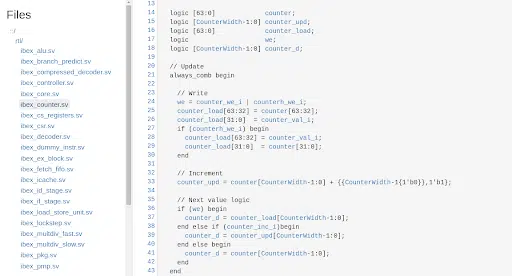 Files
../
rtl/
ibex_alu.sv
ibex_branch_predict.sv
ibex_compressed_decoder.sv
ibex_controller.sv
ibex_core.sv
ibex_counter.sv
ibex_cs_registers.sv
ibex_csr.sv
ibex_decoder.sv
ibex_dummy_instr.sv
ibex_ex_block.sv
ibex_fetch_fifo.sv
ibex_icache.sv
ibex_id_stage.sv
ibex_if_stage.sv
ibex_load_store_unit.sv
ibex_lockstep.sv
ibex_multdiv_fast.sv
ibex_multdiv_slow.sv
ibex_pkg.sv
ibex_pmp.sv
13
14 logic [63:0] counter;
15 logic [CounterWidth-1:0] counter_upd;
16 logic [63:0] counter_load;
17 logic we;
18 logic [CounterWidth-1:0] counter_d;
19
20 // Update
21 always_comb begin
22
23 // Write
24 we = counter_we_i | counterh_we_i;
25 counter_load[63:32] = counter[63:32];
26 counter_load[31:0] = counter_val_i;
27 if (counterh_we_i) begin
28 counter_load[63:32] = counter_val_i;
29 counter_load[31:0] = counter[31:0];
30 end
31
32 // Increment
33 counter_upd = counter[CounterWidth-1:0] + {{CounterWidth-1{1'b0}},1'b1};
34
35 // Next value logic
36 if (we) begin
37 counter_d = counter_load[CounterWidth-1:0];
38 end else if (counter_inc_i)begin
39 counter_d = counter_upd[CounterWidth-1:0];
40 end else begin
41 counter_d = counter[CounterWidth-1:0];
42 end
43 end